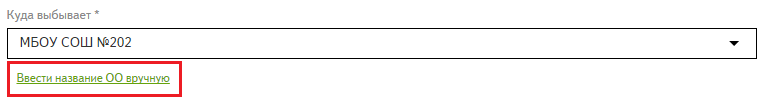 Куда выбывает *
МБОУ СОШ №202
Ввести название ОО вручную